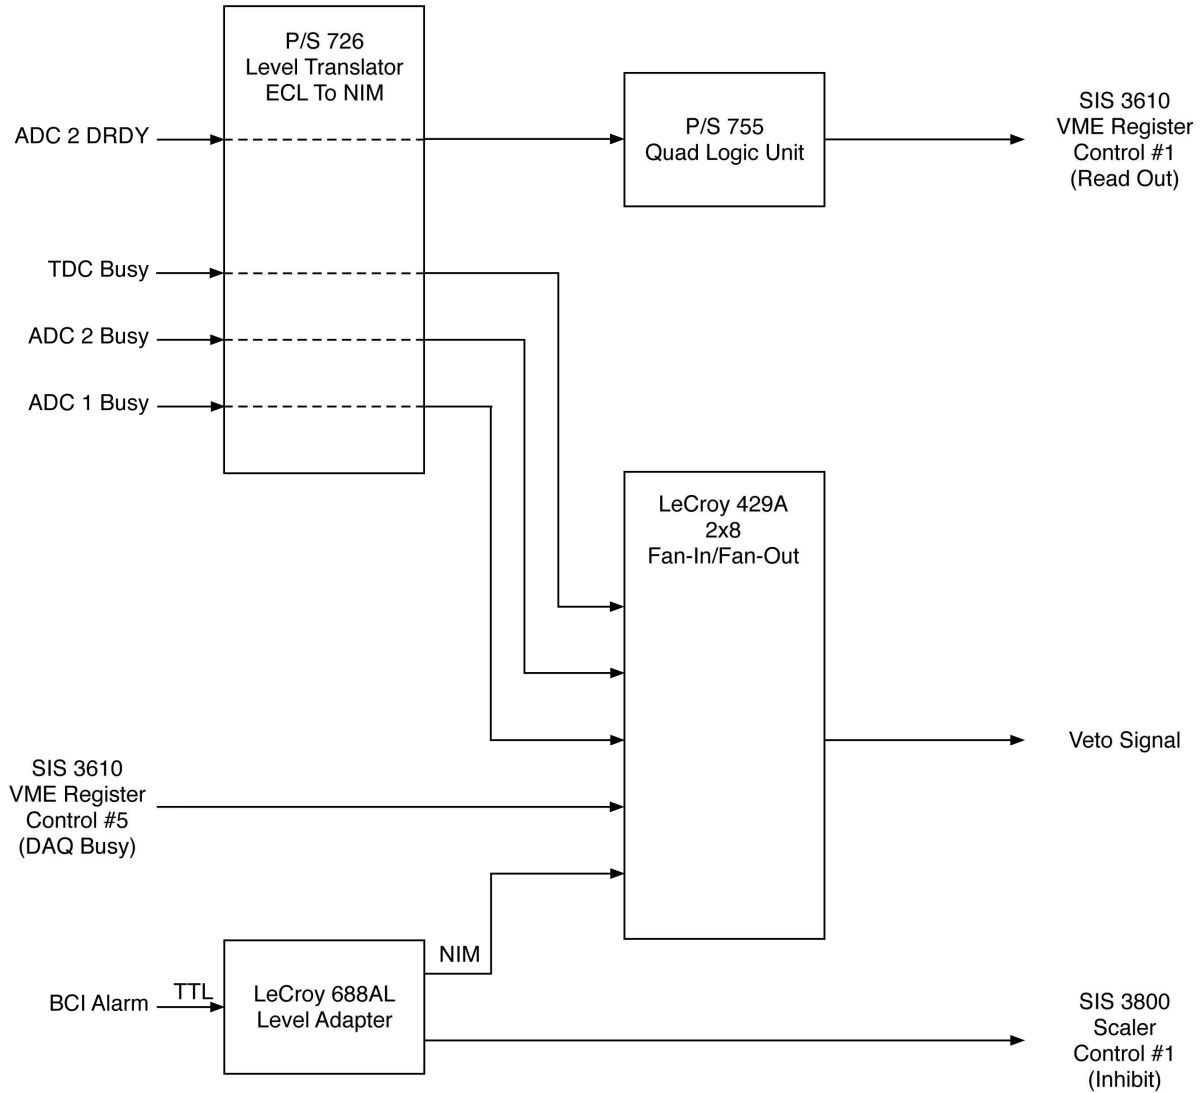 P/S 726
Level Translator
ECL To NIM
ADC 2 DRDY
P/S 755
Quad Logic Unit
SIS 3610
VME Register
Control #1
(Read Out)
TDC Busy
ADC 2 Busy
ADC 1 Busy
LeCroy 429A
2x8
Fan-In/Fan-Out
Veto Signal
SIS 3610
VME Register
Control #5
(DAQ Busy)
NIM
BCI Alarm
TTL
LeCroy 688AL
Level Adapter
SIS 3800
Scaler
Control #1
(Inhibit)